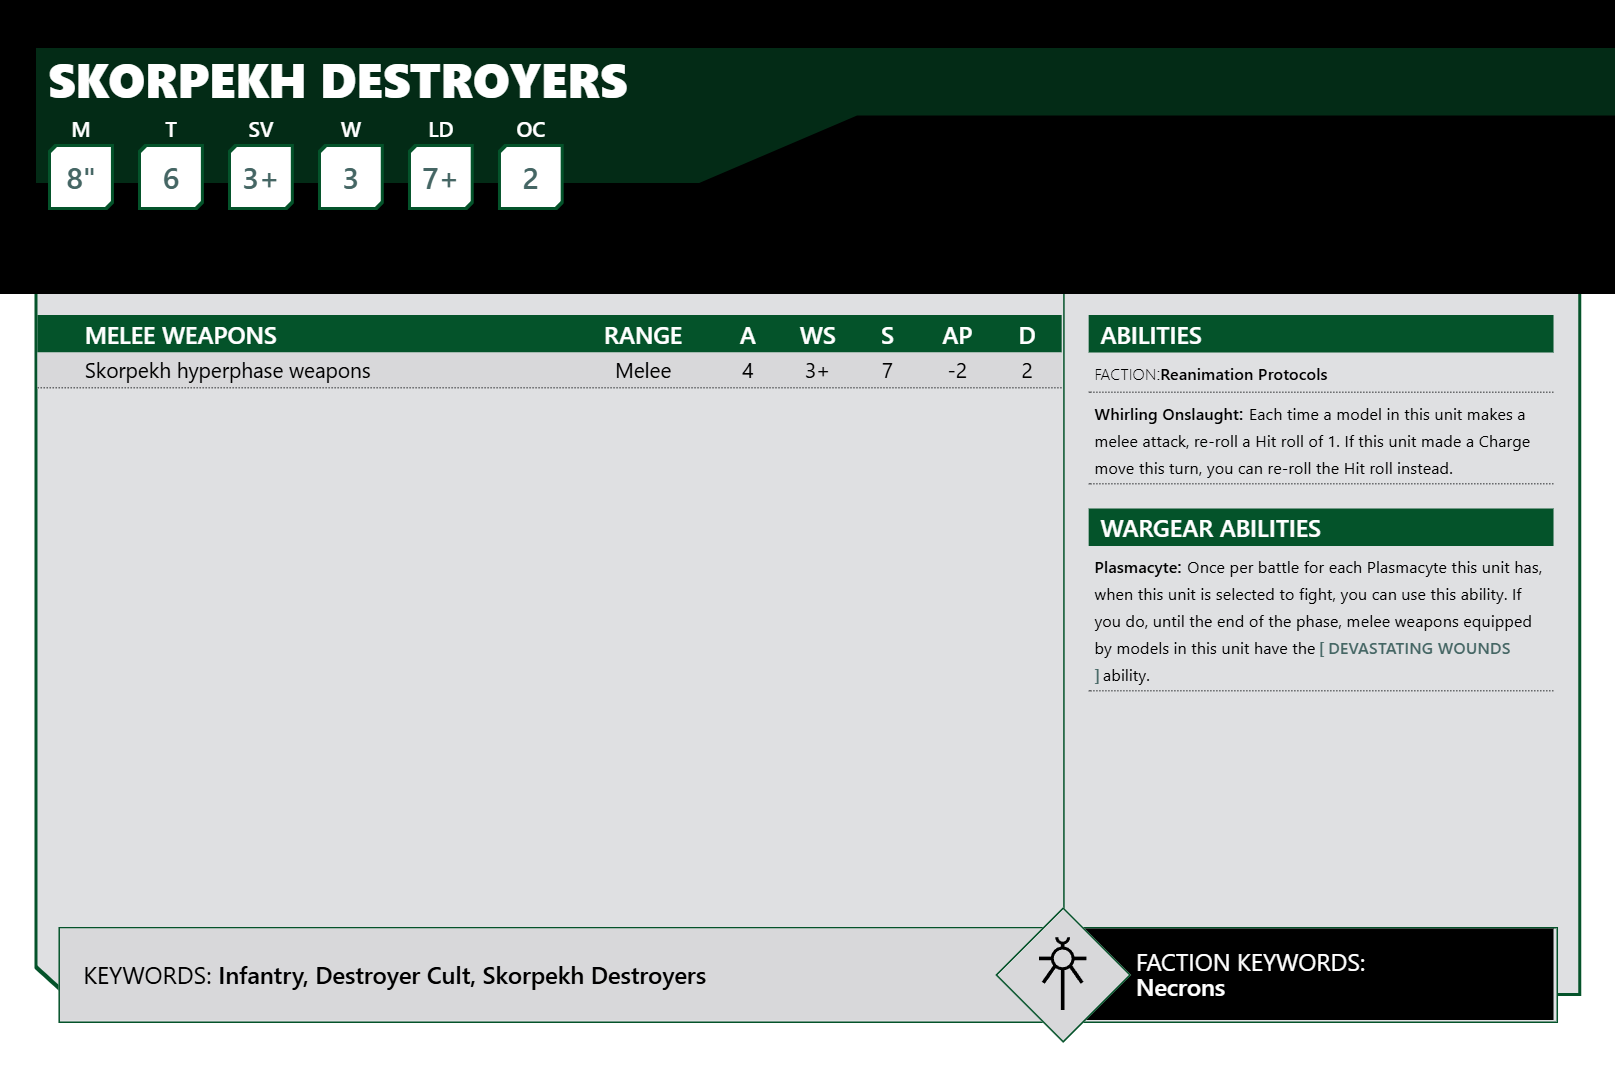 SKORPEKH DESTROYERS
M T SV W LD OC
8" 6 3+ 3 7+ 2
MELEE WEAPONS RANGE A WS S AP D
Skorpekh hyperphase weapons Melee 4 3+ 7 -2 2
ABILITIES
FACTION:Reanimation Protocols
Whirling Onslaught: Each time a model in this unit makes a
melee attack, re-roll a Hit roll of 1. If this unit made a Charge
move this turn, you can re-roll the Hit roll instead.
WARGEAR ABILITIES
Plasmacyte: Once per battle for each Plasmacyte this unit has,
when this unit is selected to fight, you can use this ability. If
you do, until the end of the phase, melee weapons equipped
by models in this unit have the [ DEVASTATING WOUNDS
] ability.
KEYWORDS: Infantry, Destroyer Cult, Skorpekh Destroyers
FACTION KEYWORDS:
Necrons